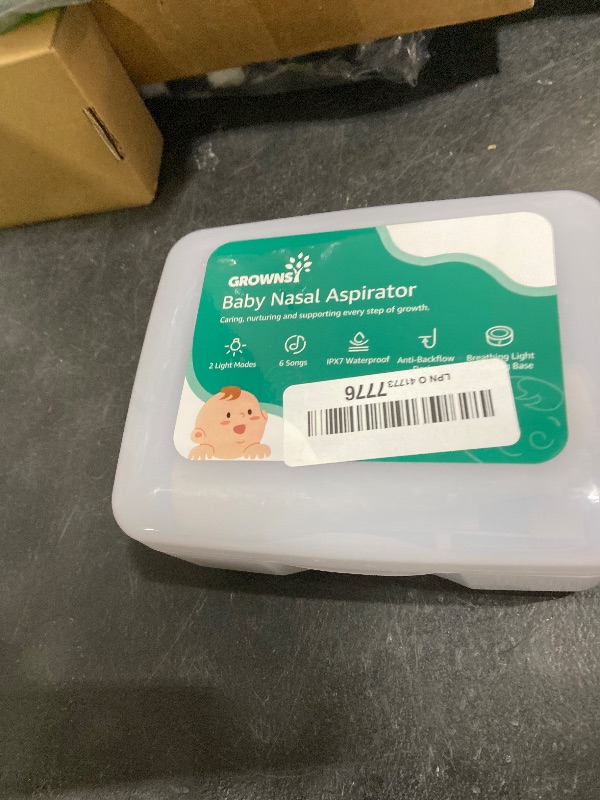 GROWNSY
Baby Nasal Aspirator
Caring, nurturing and supporting every step of growth.
2 Light Modes
6 Songs
IPX7 Waterproof
Anti-Backflow
Breathing Light
Base
LPN O 41773 7776